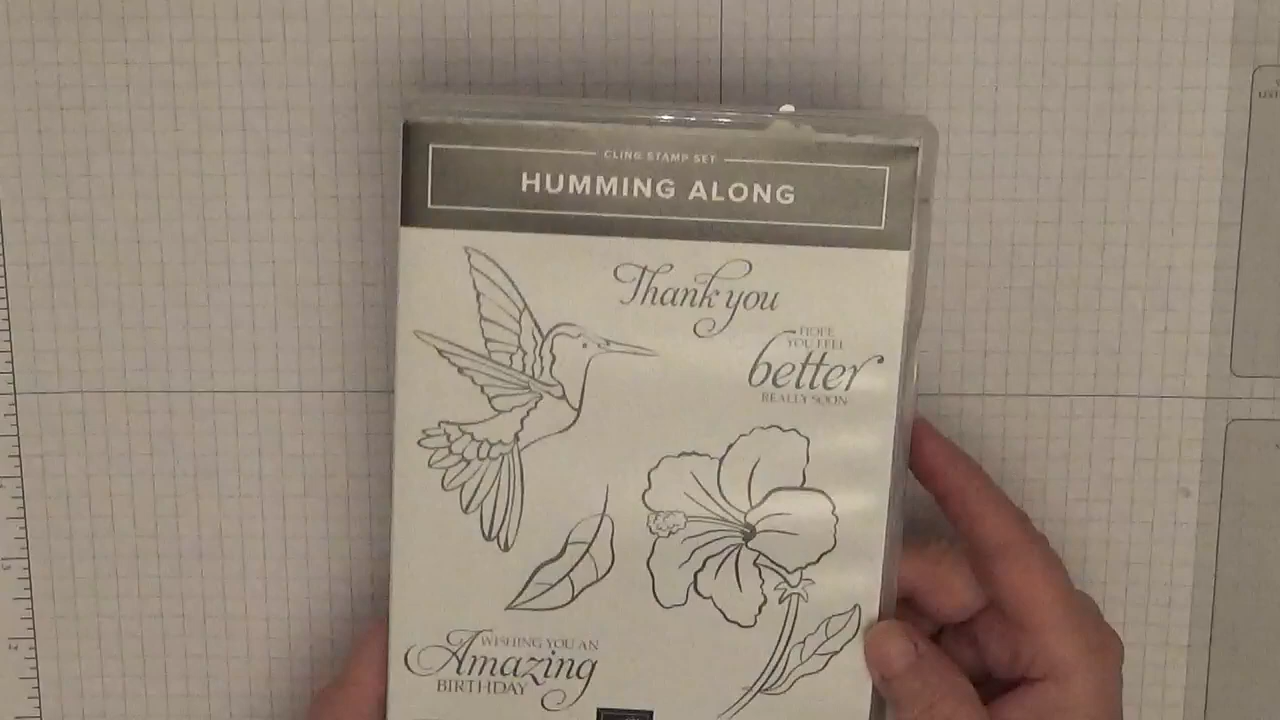 CLING STAMP SET
HUMMING ALONG
Thank you
HOPE
YOU FEEL
better
REALLY SOON
WISHING YOU AN
Amazing
BIRTHDAY